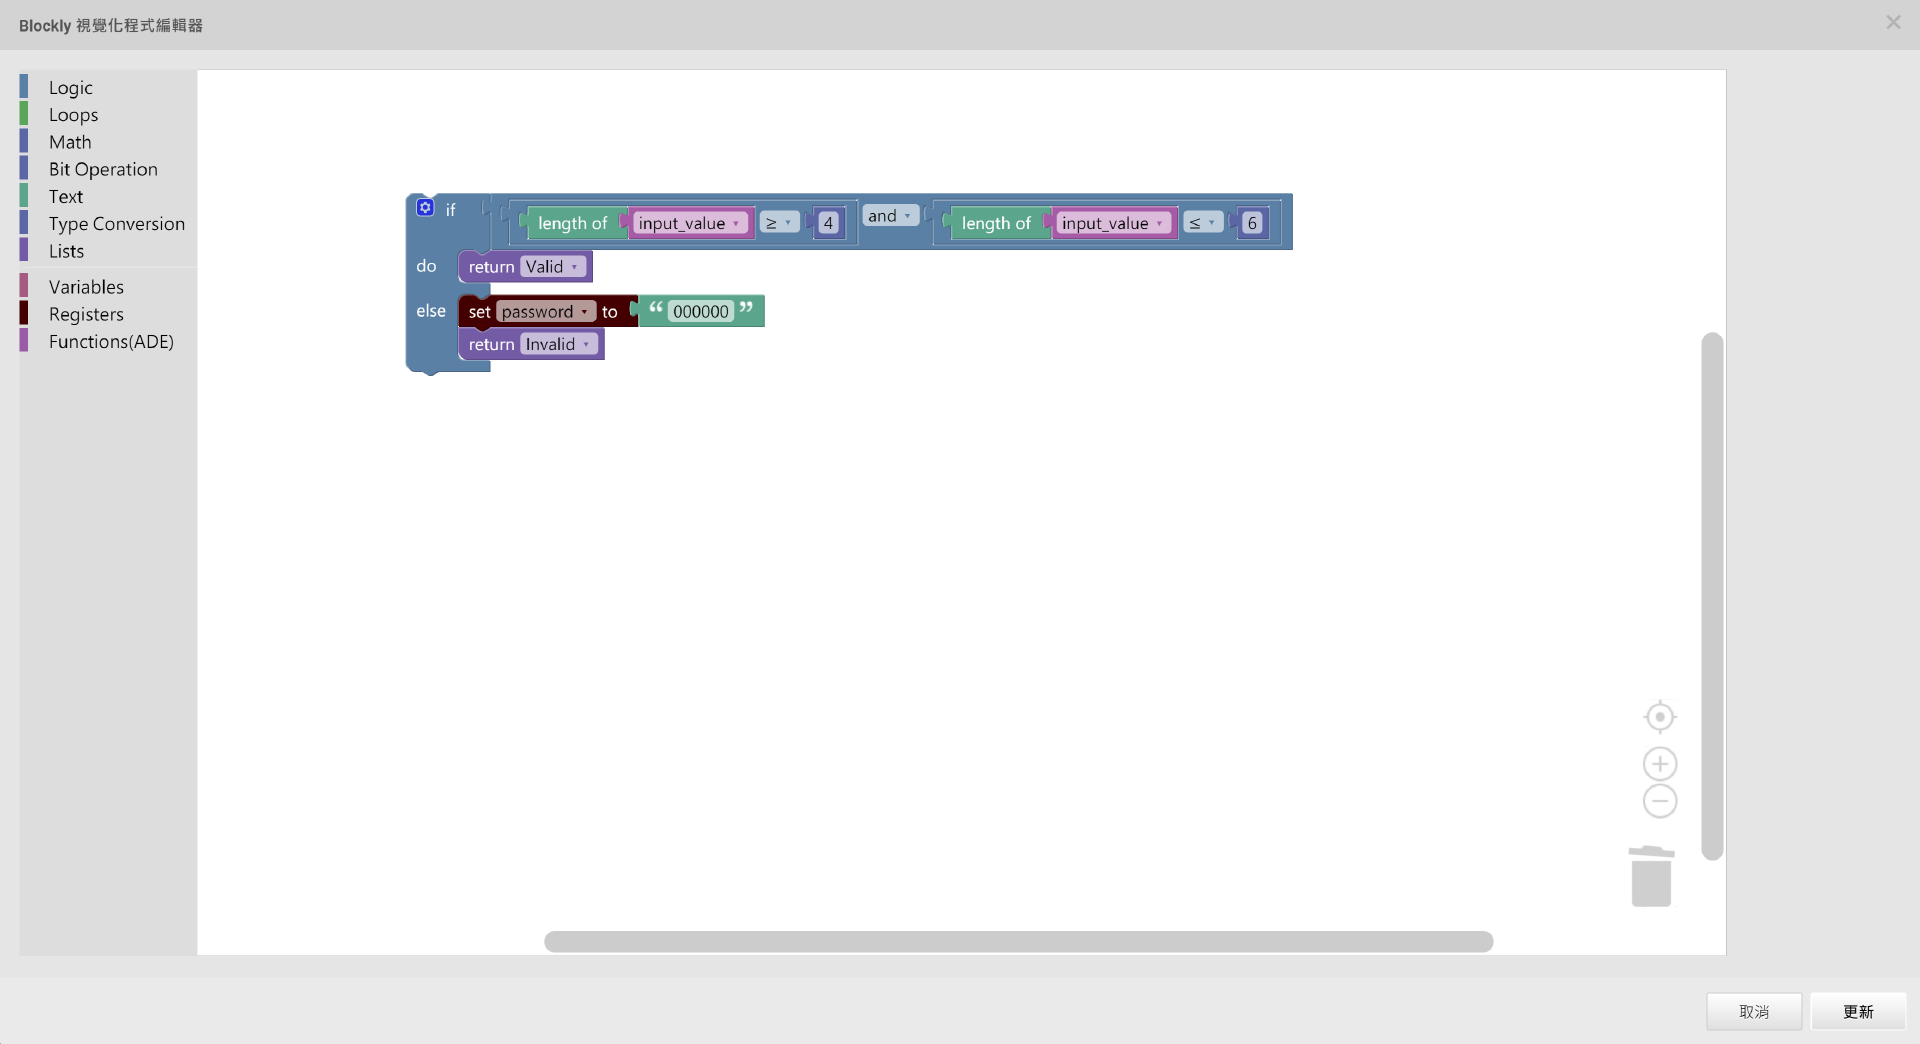 Blockly 視覺化程式編輯器
Logic
Loops
Math
Bit Operation
Text
Type Conversion
Lists
Variables
Registers
Functions(ADE)
if length of input_value ≥ 4 and length of input_value ≤ 6
do return Valid
else set password to “ 000000 ”
return Invalid
取消 更新